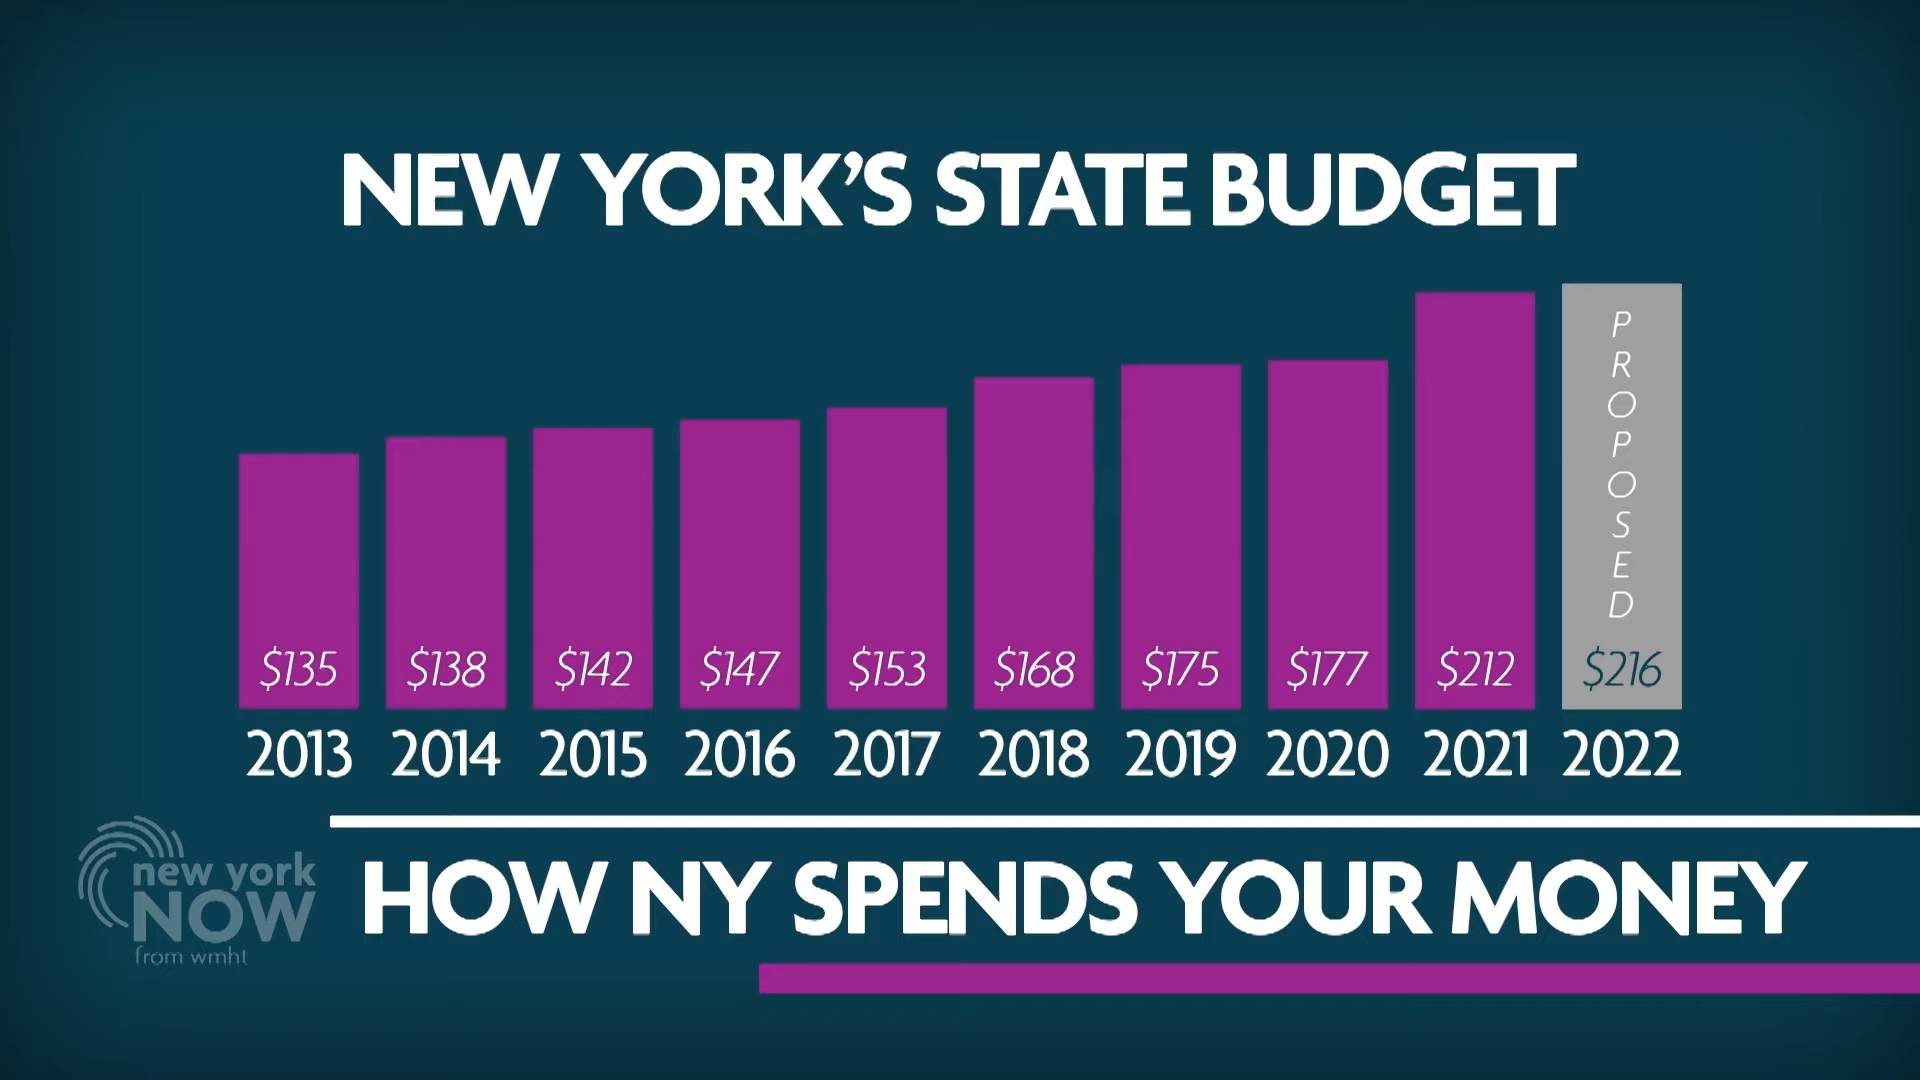 NEW YORK'S STATE BUDGET
P
R
O
P
O
S
E
D
$135 $138 $142 $147 $153 $168 $175 $177 $212 $216
2013 2014 2015 2016 2017 2018 2019 2020 2021 2022
new york
NOW
from wmht
HOW NY SPENDS YOUR MONEY